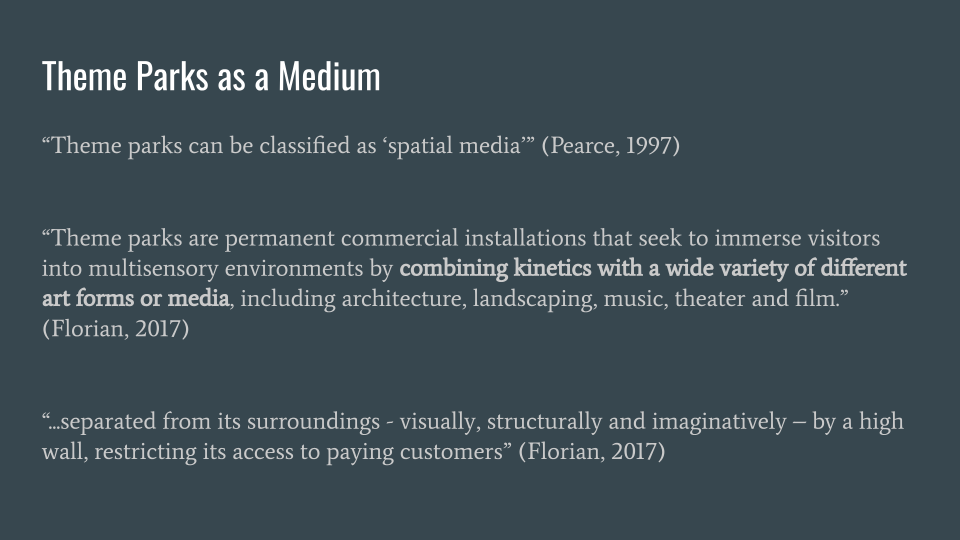 Theme Parks as a Medium
“Theme parks can be classified as ‘spatial media’” (Pearce, 1997)
“Theme parks are permanent commercial installations that seek to immerse visitors
into multisensory environments by combining kinetics with a wide variety of different
art forms or media, including architecture, landscaping, music, theater and film.”
(Florian, 2017)
“...separated from its surroundings - visually, structurally and imaginatively – by a high
wall, restricting its access to paying customers” (Florian, 2017)